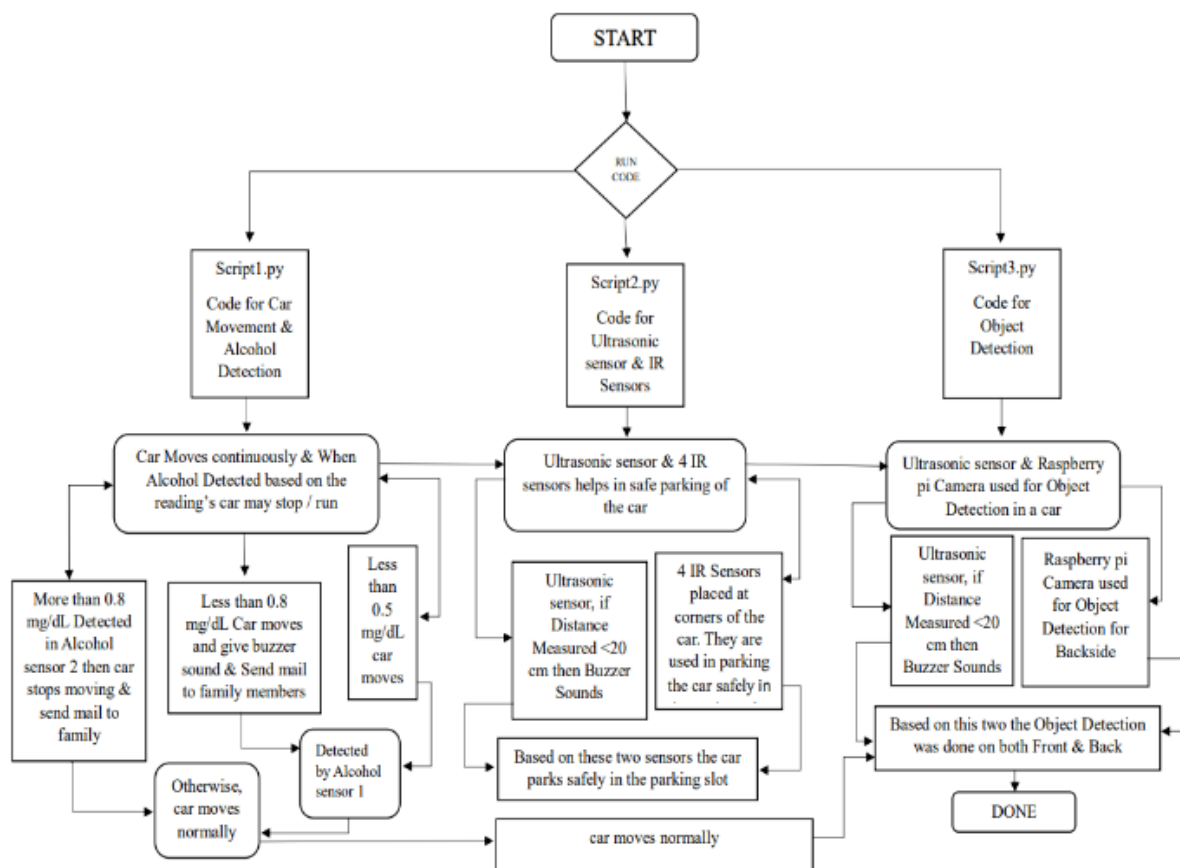 START
RUN
CODE
Script1.py
Code for Car
Movement &
Alcohol
Detection
Script2.py
Code for
Ultrasonic
sensor & IR
Sensors
Script3.py
Code for
Object
Detection
Car Moves continuously & When
Alcohol Detected based on the
reading's car may stop / run
Ultrasonic sensor & 4 IR
sensors helps in safe parking of
the car
Ultrasonic sensor & Raspberry
pi Camera used for Object
Detection in a car
More than 0.8
mg/dL Detected
in Alcohol
sensor 2 then car
stops moving &
send mail to
family
Less than 0.8
mg/dL Car moves
and give buzzer
sound & Send mail
to family members
Less
than
0.5
mg/dL
car
moves
Ultrasonic
sensor, if
Distance
Measured <20
cm then Buzzer
Sounds
4 IR Sensors
placed at
corners of the
car. They are
used in parking
the car safely in
Ultrasonic
sensor, if
Distance
Measured <20
cm then
Buzzer Sounds
Raspberry pi
Camera used
for Object
Detection for
Backside
Otherwise,
car moves
normally
Detected
by Alcohol
sensor 1
Based on these two sensors the car
parks safely in the parking slot
Based on this two the Object Detection
was done on both Front & Back
car moves normally
DONE